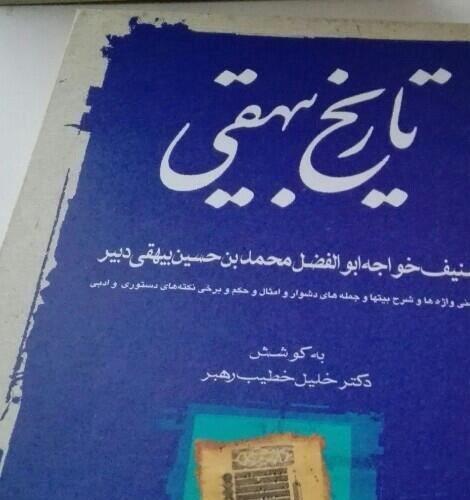 تاریخ بیهقی
خواجه ابوالفضل محمد بن حسین بیهقی دبیر
واژه ها و شرح بیتها و جمله های دشوار و امثال و حکم و برخی نکته های دستوری و ادبی
به کوشش
دکتر خلیل خطیب رهبر